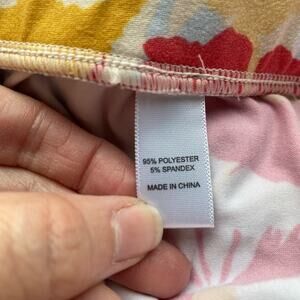 95% POLYESTER
5% SPANDEX
MADE IN CHINA